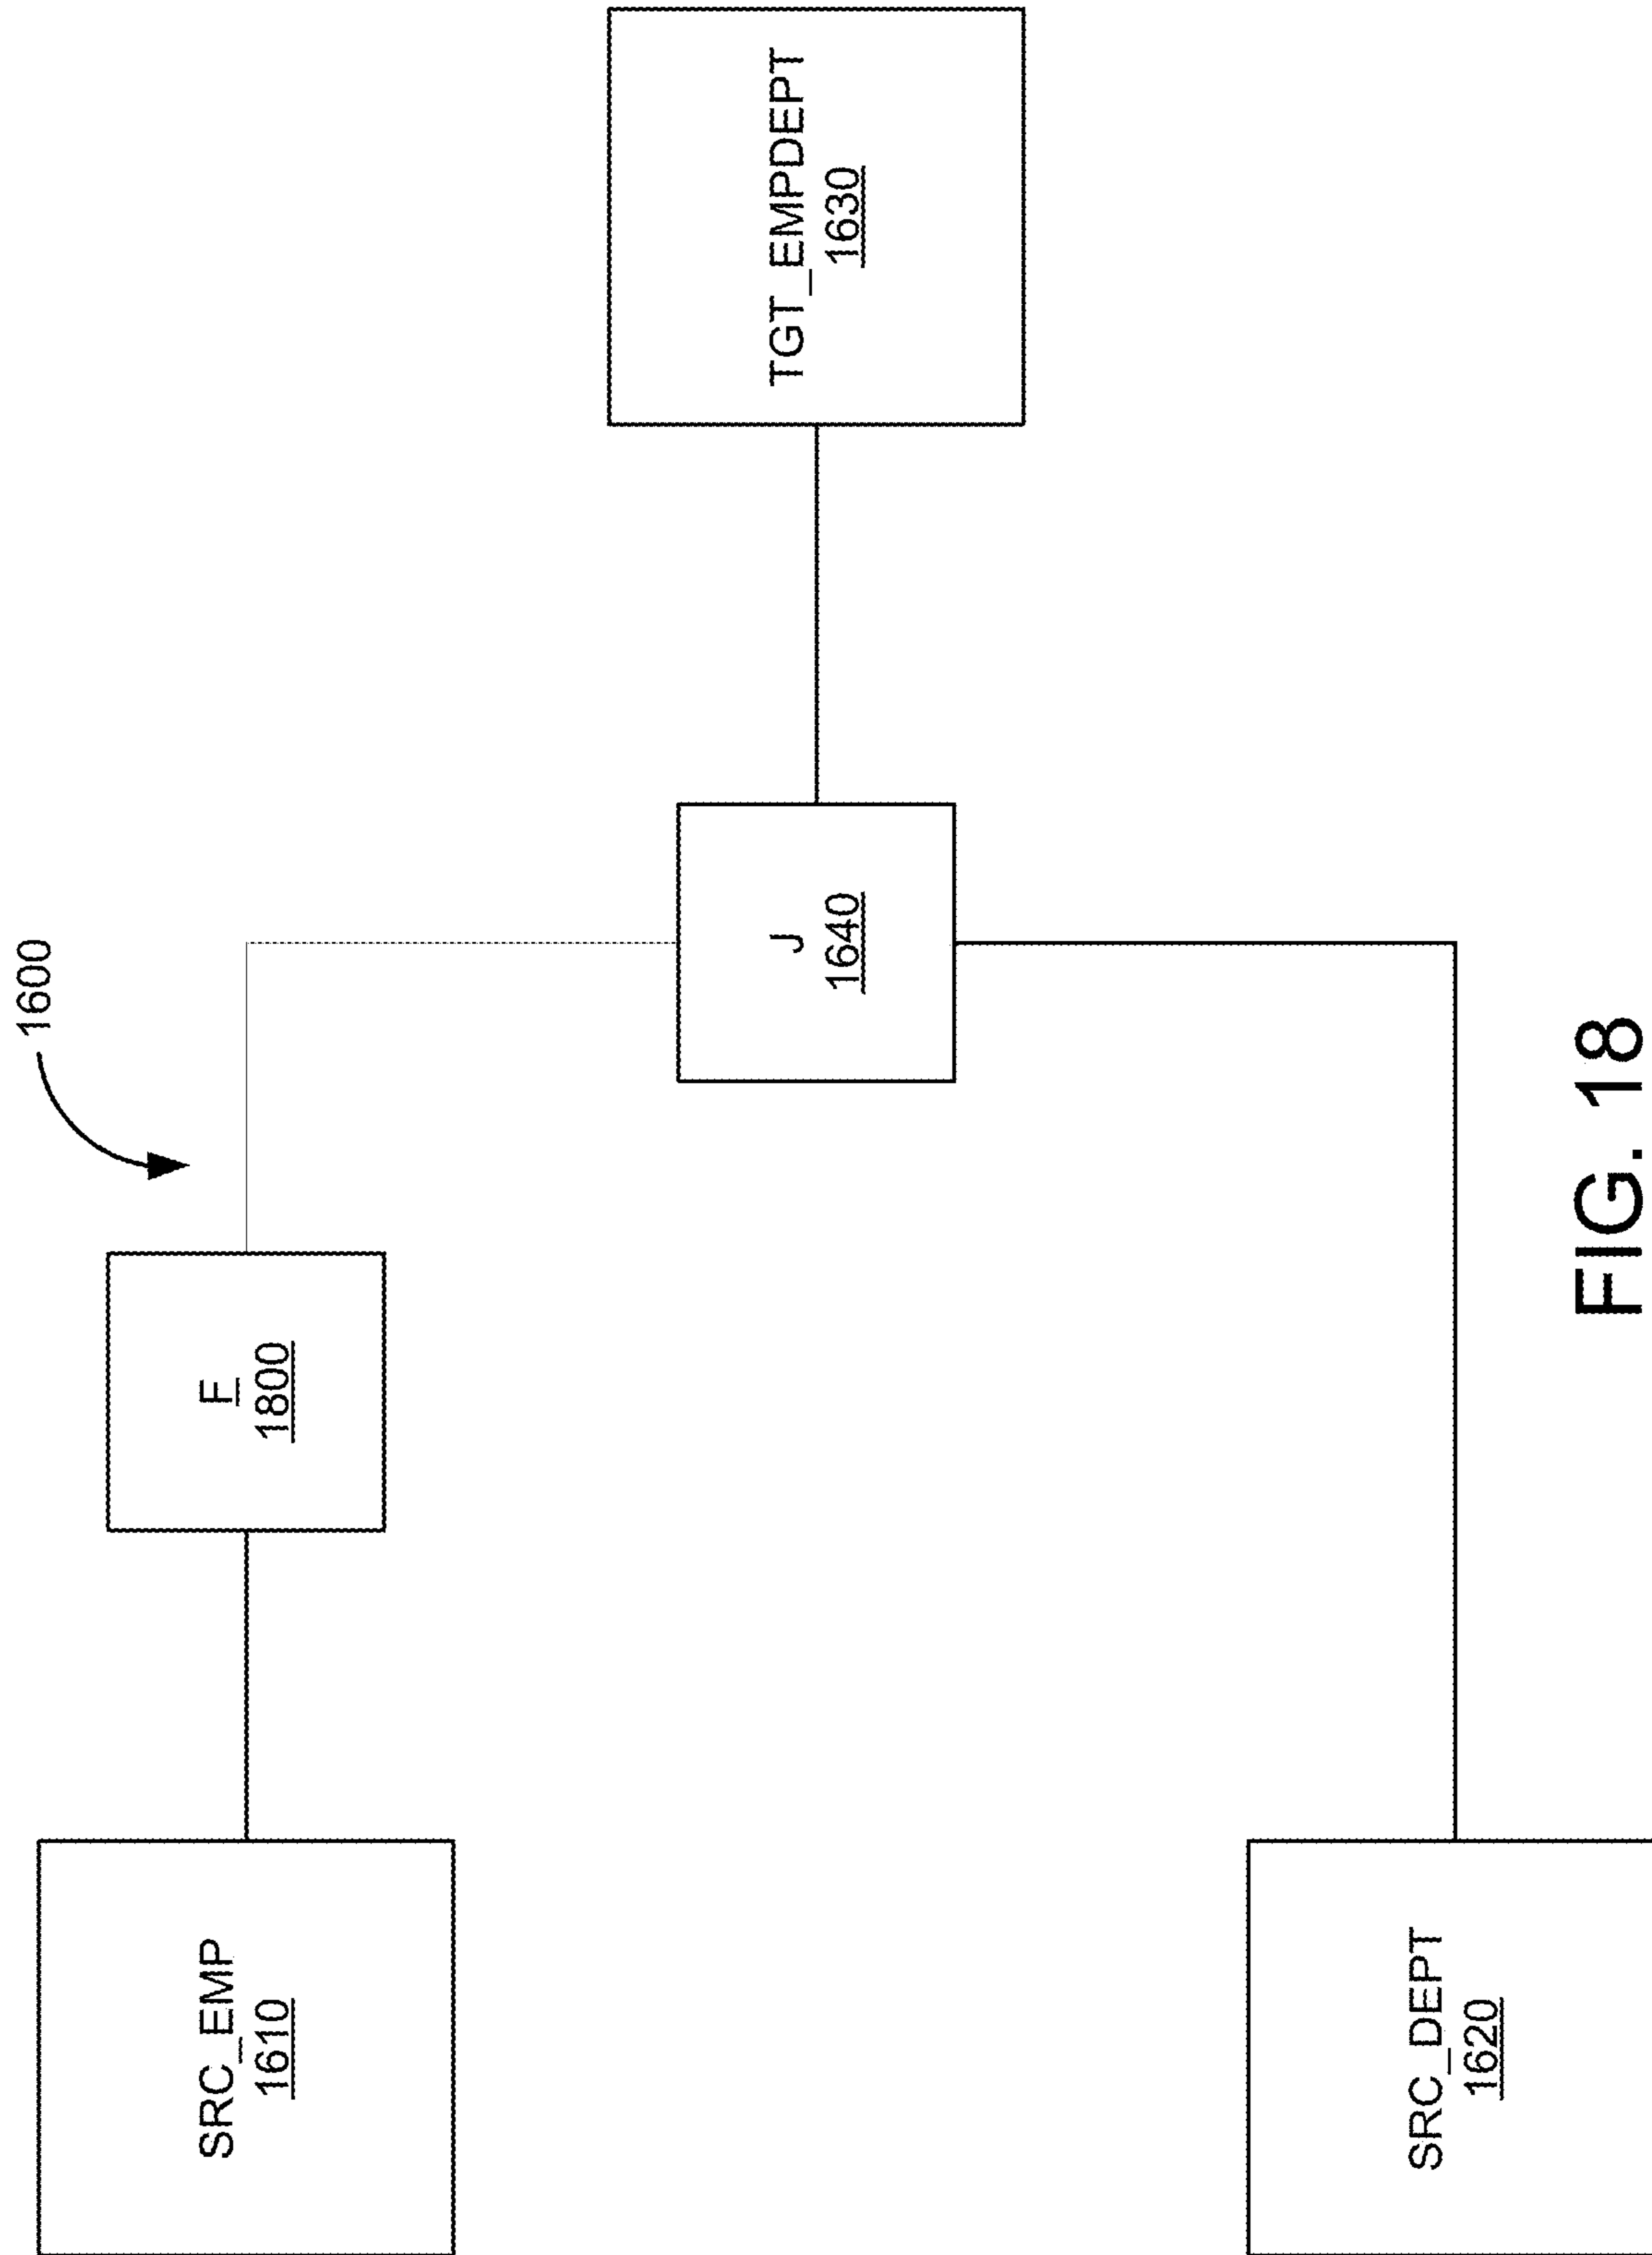 1600
SRC_EMP
1610
F
1800
J
1640
TGT_EMPDEPT
1630
SRC_DEPT
1620
FIG. 18